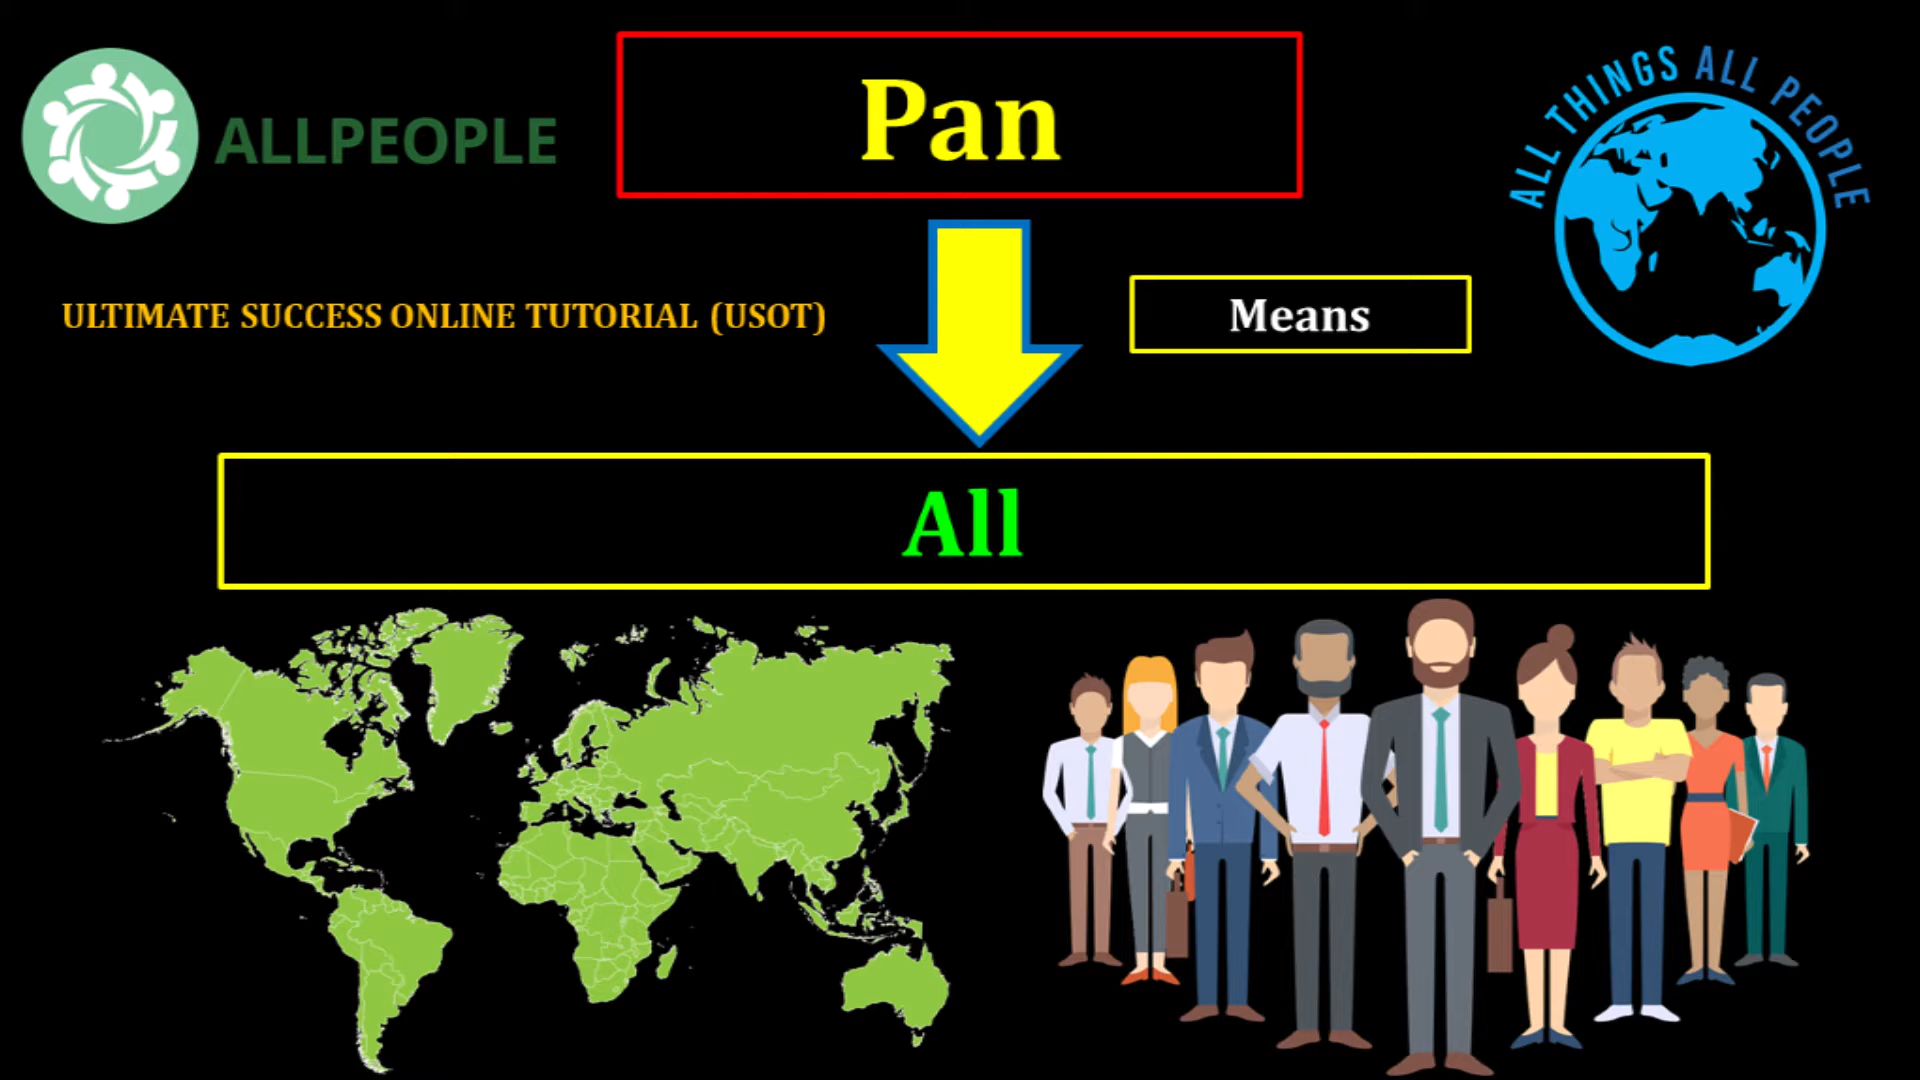 Pan
ALLPEOPLE
ALL THINGS ALL PEOPLE
ULTIMATE SUCCESS ONLINE TUTORIAL (USOT)
Means
All